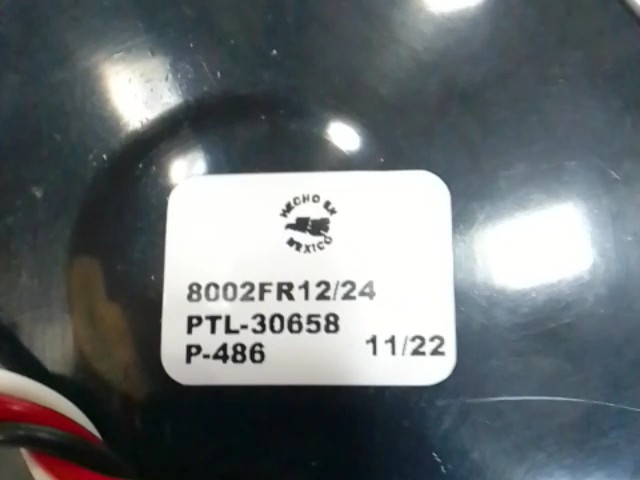 HECHO EN
MEXICO
8002FR12/24
PTL-30658
P-486 11/22